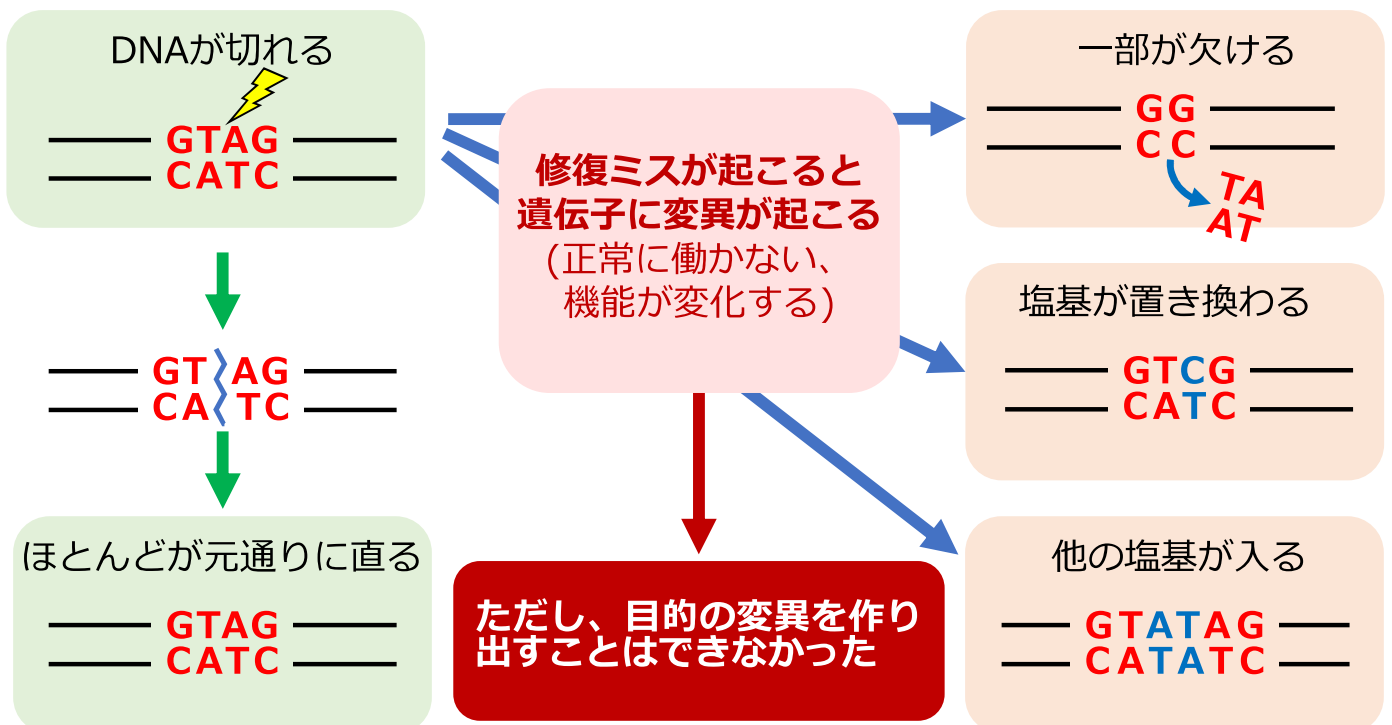 DNAが切れる
GTAG
CATC
GT AG
CA TC
ほとんどが元通りに直る
GTAG
CATC
修復ミスが起こると
遺伝子に変異が起こる
(正常に働かない、
機能が変化する)
ただし、目的の変異を作り
出すことはできなかった
一部が欠ける
GG
CC
TA
AT
塩基が置き換わる
GTCG
CATC
他の塩基が入る
GTATAG
CATATC